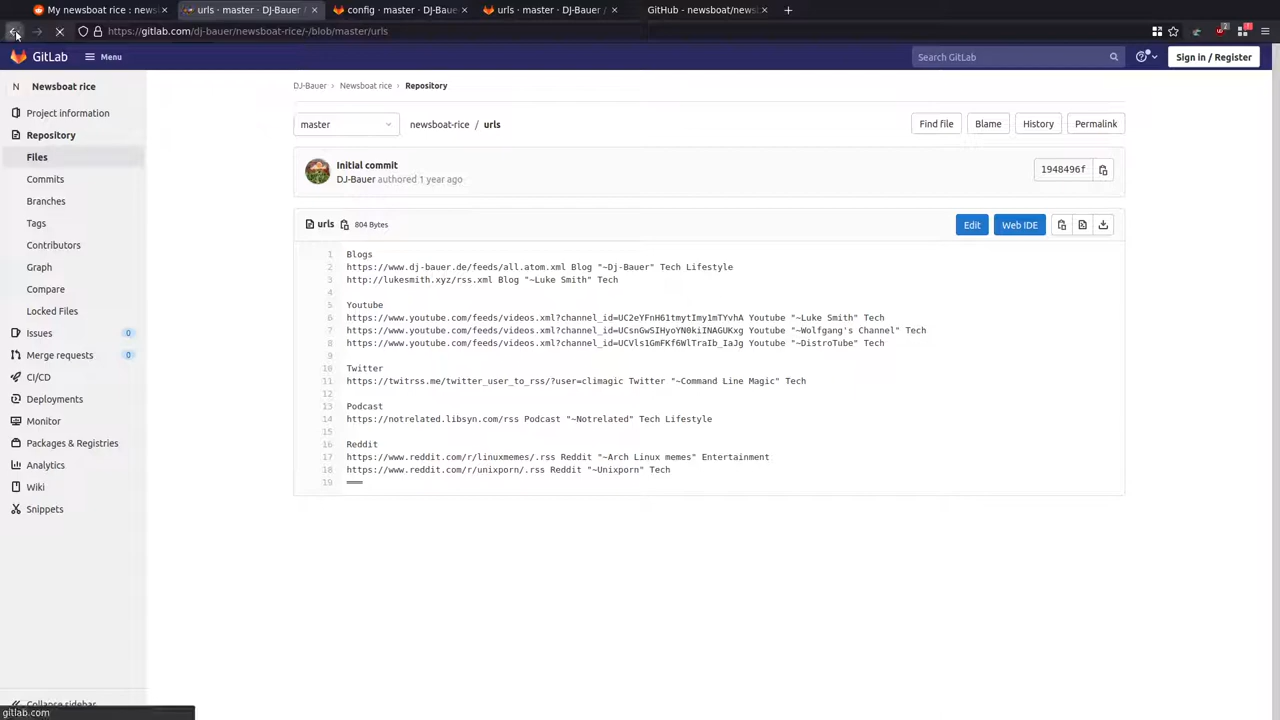 My newsboat rice : news
urls · master · DJ-Bauer /
config · master · DJ-Baue
urls · master · DJ-Bauer /
GitHub - newsboat/news
https://gitlab.com/dj-bauer/newsboat-rice/-/blob/master/urls
GitLab
Menu
Search GitLab
Sign in / Register
N
Newsboat rice
DJ-Bauer › Newsboat rice › Repository
Project information
Repository
Files
Commits
Branches
Tags
Contributors
Graph
Compare
Locked Files
Issues 0
Merge requests 0
CI/CD
Deployments
Monitor
Packages & Registries
Analytics
Wiki
Snippets
Collapse sidebar
gitlab.com
master
newsboat-rice / urls
Find file
Blame
History
Permalink
Initial commit
DJ-Bauer authored 1 year ago
1948496f
urls 804 Bytes
Edit
Web IDE
1 Blogs
2 https://www.dj-bauer.de/feeds/all.atom.xml Blog "~Dj-Bauer" Tech Lifestyle
3 http://lukesmith.xyz/rss.xml Blog "~Luke Smith" Tech
4
5 Youtube
6 https://www.youtube.com/feeds/videos.xml?channel_id=UC2eYFnH61tmytImy1mTYvhA Youtube "~Luke Smith" Tech
7 https://www.youtube.com/feeds/videos.xml?channel_id=UCsnGwSIHyoYN0kiINAGUKxg Youtube "~Wolfgang's Channel" Tech
8 https://www.youtube.com/feeds/videos.xml?channel_id=UCVls1GmFKf6WlTraIb_IaJg Youtube "~DistroTube" Tech
9
10 Twitter
11 https://twitrss.me/twitter_user_to_rss/?user=climagic Twitter "~Command Line Magic" Tech
12
13 Podcast
14 https://notrelated.libsyn.com/rss Podcast "~Notrelated" Tech Lifestyle
15
16 Reddit
17 https://www.reddit.com/r/linuxmemes/.rss Reddit "~Arch Linux memes" Entertainment
18 https://www.reddit.com/r/unixporn/.rss Reddit "~Unixporn" Tech
19 ═══